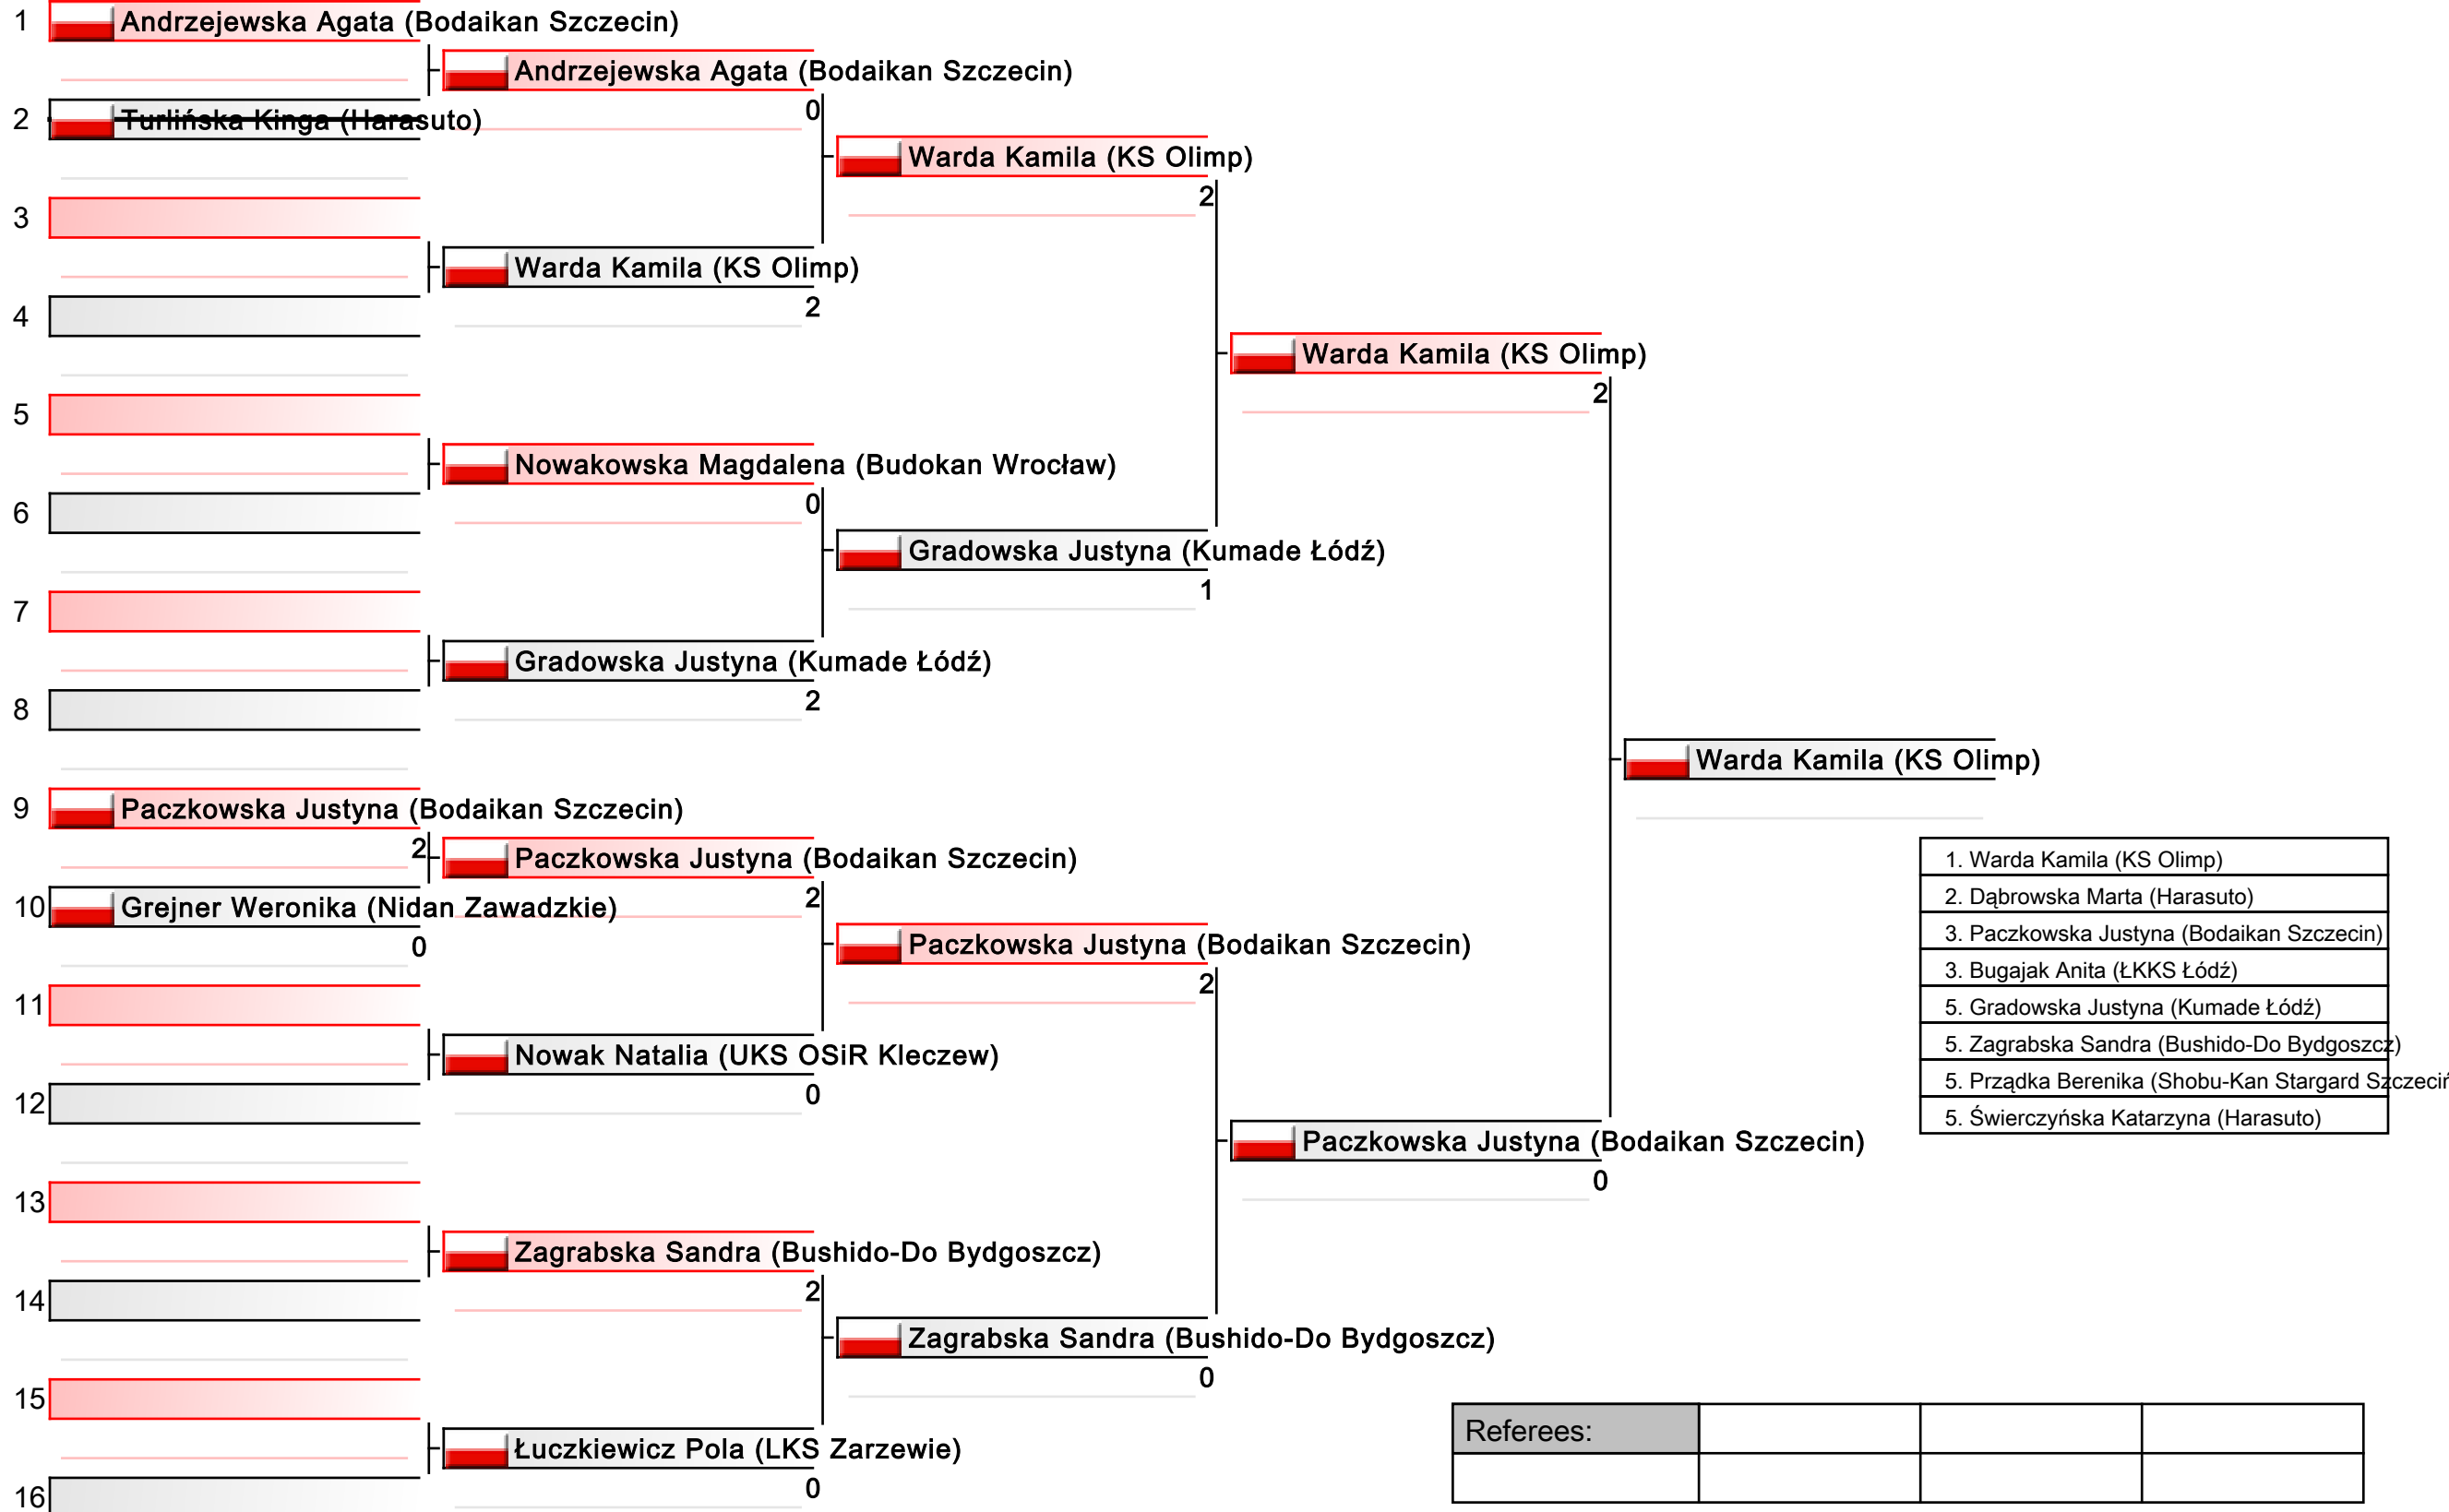 1 Andrzejewska Agata (Bodaikan Szczecin)
Andrzejewska Agata (Bodaikan Szczecin)
0
2 Turlińska Kinga (Harasuto)
Warda Kamila (KS Olimp)
2
3
Warda Kamila (KS Olimp)
2
4
Warda Kamila (KS Olimp)
2
5
Nowakowska Magdalena (Budokan Wrocław)
0
6
Gradowska Justyna (Kumade Łódź)
1
7
Gradowska Justyna (Kumade Łódź)
2
8
Warda Kamila (KS Olimp)
9 Paczkowska Justyna (Bodaikan Szczecin)
2
Paczkowska Justyna (Bodaikan Szczecin)
2
10 Grejner Weronika (Nidan Zawadzkie)
0
Paczkowska Justyna (Bodaikan Szczecin)
2
11
Nowak Natalia (UKS OSiR Kleczew)
0
12
Paczkowska Justyna (Bodaikan Szczecin)
0
13
Zagrabska Sandra (Bushido-Do Bydgoszcz)
2
14
Zagrabska Sandra (Bushido-Do Bydgoszcz)
0
15
Łuczkiewicz Pola (LKS Zarzewie)
0
16
1. Warda Kamila (KS Olimp)
2. Dąbrowska Marta (Harasuto)
3. Paczkowska Justyna (Bodaikan Szczecin)
3. Bugajak Anita (ŁKKS Łódź)
5. Gradowska Justyna (Kumade Łódź)
5. Zagrabska Sandra (Bushido-Do Bydgoszcz)
5. Prządka Berenika (Shobu-Kan Stargard Szczeciń
5. Świerczyńska Katarzyna (Harasuto)
Referees: